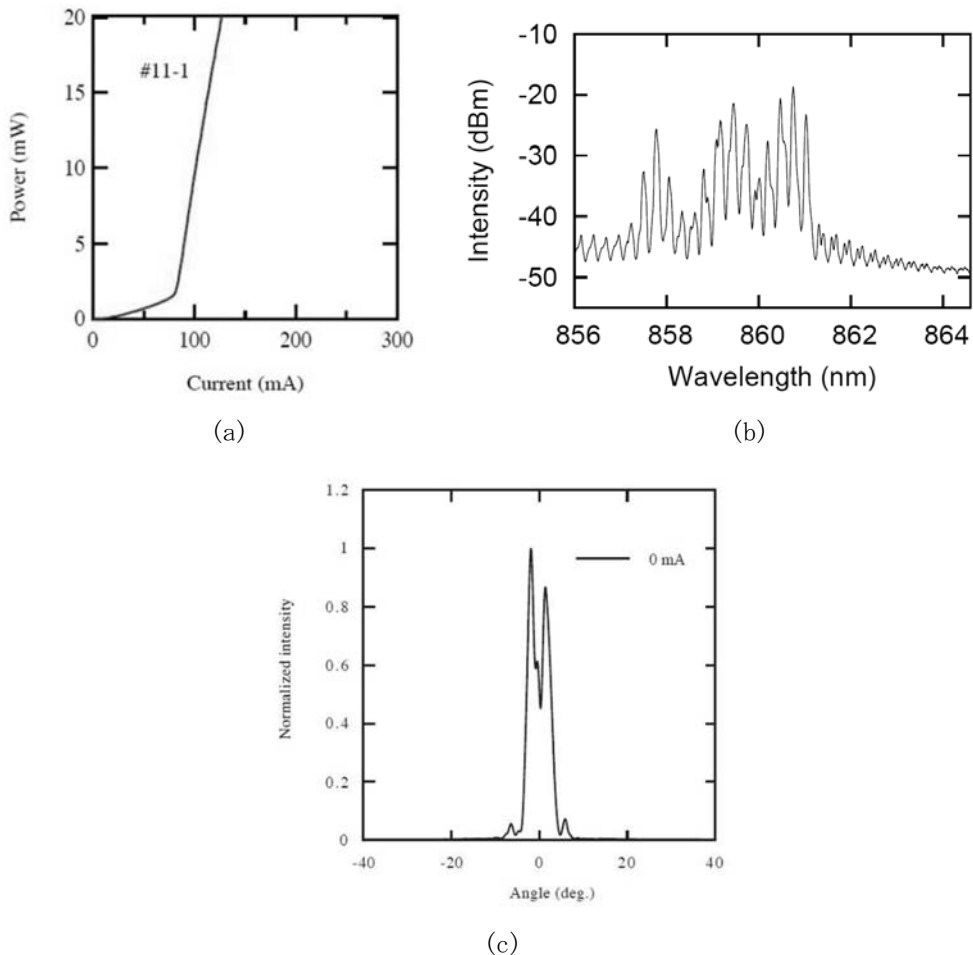 20
15
10
5
0
Power (mW)
#11-1
0 100 200 300
Current (mA)
(a)
-10
-20
-30
-40
-50
Intensity (dBm)
856 858 860 862 864
Wavelength (nm)
(b)
1.2
1
0.8
0.6
0.4
0.2
0
Normalized intensity
0 mA
-40 -20 0 20 40
Angle (deg.)
(c)